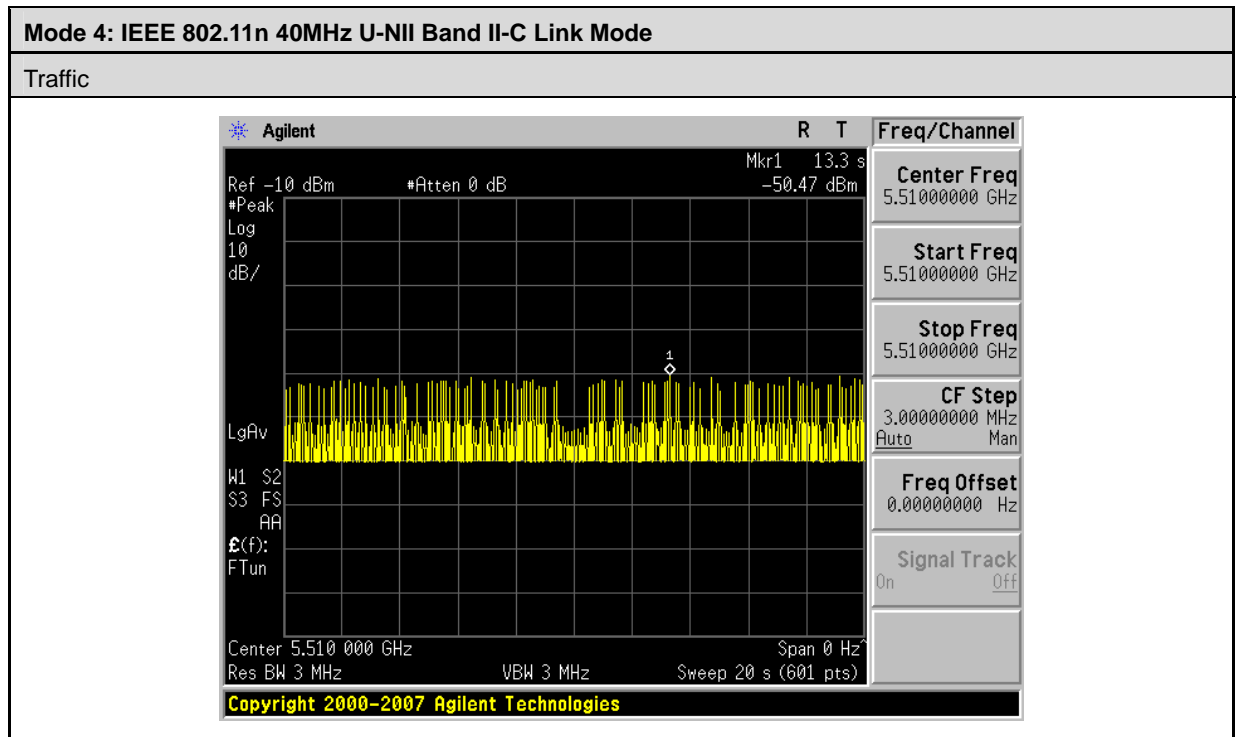 Mode 4: IEEE 802.11n 40MHz U-NII Band II-C Link Mode
Traffic
Agilent R T
Mkr1 13.3 s
Ref -10 dBm #Atten 0 dB -50.47 dBm
#Peak
Log
10
dB/
1
LgAv
W1 S2
S3 FS
AA
£(f):
FTun
Center 5.510 000 GHz Span 0 Hz^
Res BW 3 MHz VBW 3 MHz Sweep 20 s (601 pts)
Copyright 2000-2007 Agilent Technologies
Freq/Channel
Center Freq
5.51000000 GHz
Start Freq
5.51000000 GHz
Stop Freq
5.51000000 GHz
CF Step
3.00000000 MHz
Auto Man
Freq Offset
0.00000000 Hz
Signal Track
On Off